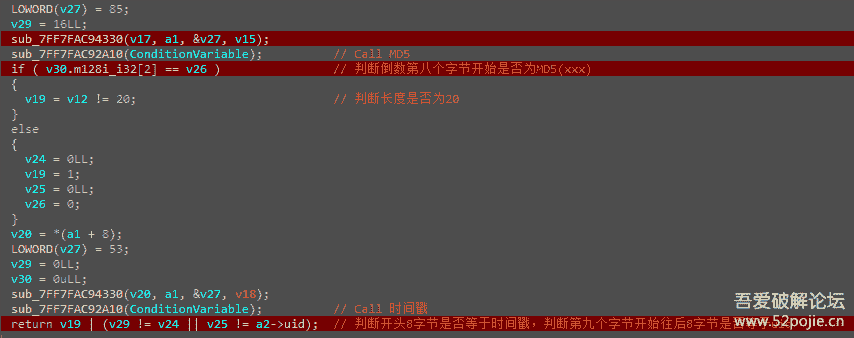 LOWORD(v27) = 85;
v29 = 16LL;
sub_7FF7FAC94330(v17, a1, &v27, v15);
sub_7FF7FAC92A10(ConditionVariable); // Call MD5
if ( v30.m128i_i32[2] == v26 ) // 判断倒数第八个字节开始是否为MD5(xxx)
{
v19 = v12 != 20; // 判断长度是否为20
}
else
{
v24 = 0LL;
v19 = 1;
v25 = 0LL;
v26 = 0;
}
v20 = *(a1 + 8);
LOWORD(v27) = 53;
v29 = 0LL;
v30 = 0uLL;
sub_7FF7FAC94330(v20, a1, &v27, v18);
sub_7FF7FAC92A10(ConditionVariable); // Call 时间戳
return v19 | (v29 != v24 || v25 != a2->uid); // 判断开头8字节是否等于时间戳，判断第九个字节开始往后8字节是否等于
吾爱破解论坛
www.52pojie.cn